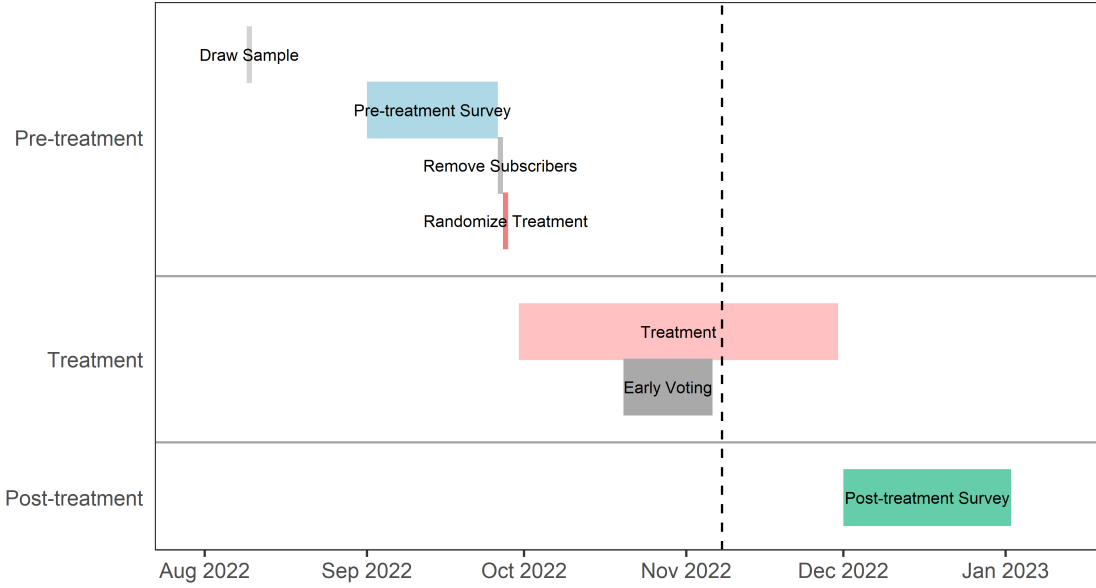 Draw Sample
Pre-treatment Survey
Pre-treatment
Remove Subscribers
Randomize Treatment
Treatment
Treatment
Early Voting
Post-treatment
Post-treatment Survey
Aug 2022 Sep 2022 Oct 2022 Nov 2022 Dec 2022 Jan 2023